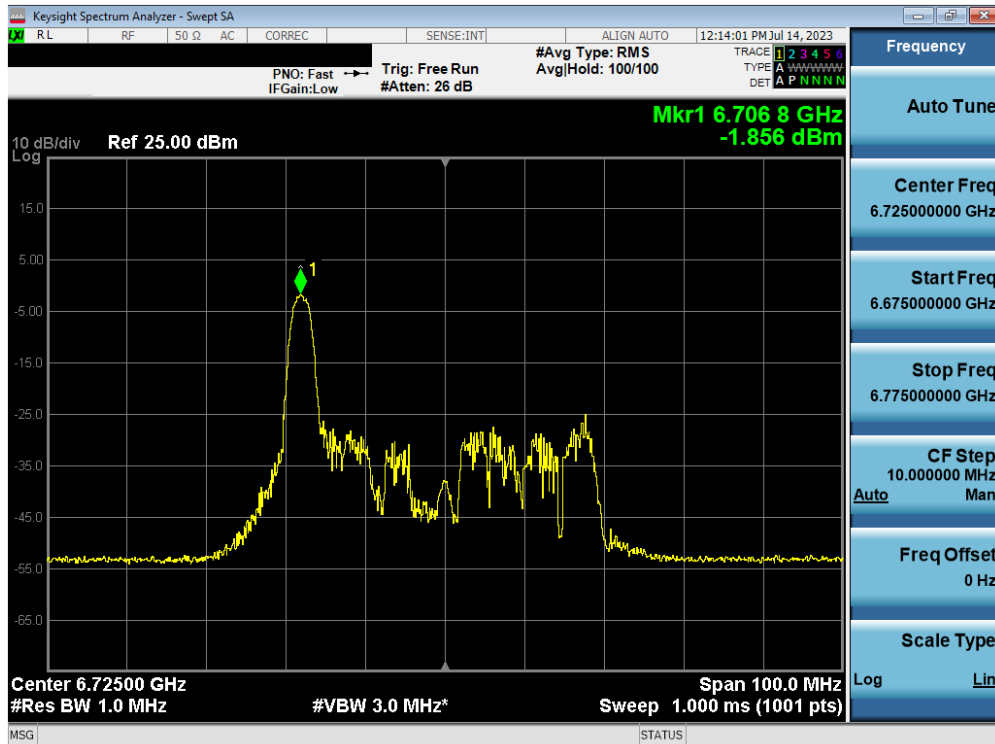 Keysight Spectrum Analyzer - Swept SA
LXI RL RF 50 Ω AC CORREC SENSE:INT ALIGN AUTO 12:14:01 PM Jul 14, 2023
#Avg Type: RMS TRACE 1 2 3 4 5 6
PNO: Fast Trig: Free Run Avg|Hold: 100/100 TYPE A WWWWW
IFGain:Low #Atten: 26 dB DET A P N N N N
Mkr1 6.706 8 GHz
-1.856 dBm
10 dB/div Ref 25.00 dBm
Log
15.0
5.00
1
-5.00
-15.0
-25.0
-35.0
-45.0
-55.0
-65.0
Center 6.72500 GHz Span 100.0 MHz
#Res BW 1.0 MHz #VBW 3.0 MHz* Sweep 1.000 ms (1001 pts)
MSG STATUS
Frequency
Auto Tune
Center Freq
6.725000000 GHz
Start Freq
6.675000000 GHz
Stop Freq
6.775000000 GHz
CF Step
10.000000 MHz
Auto Man
Freq Offset
0 Hz
Scale Type
Log Lin